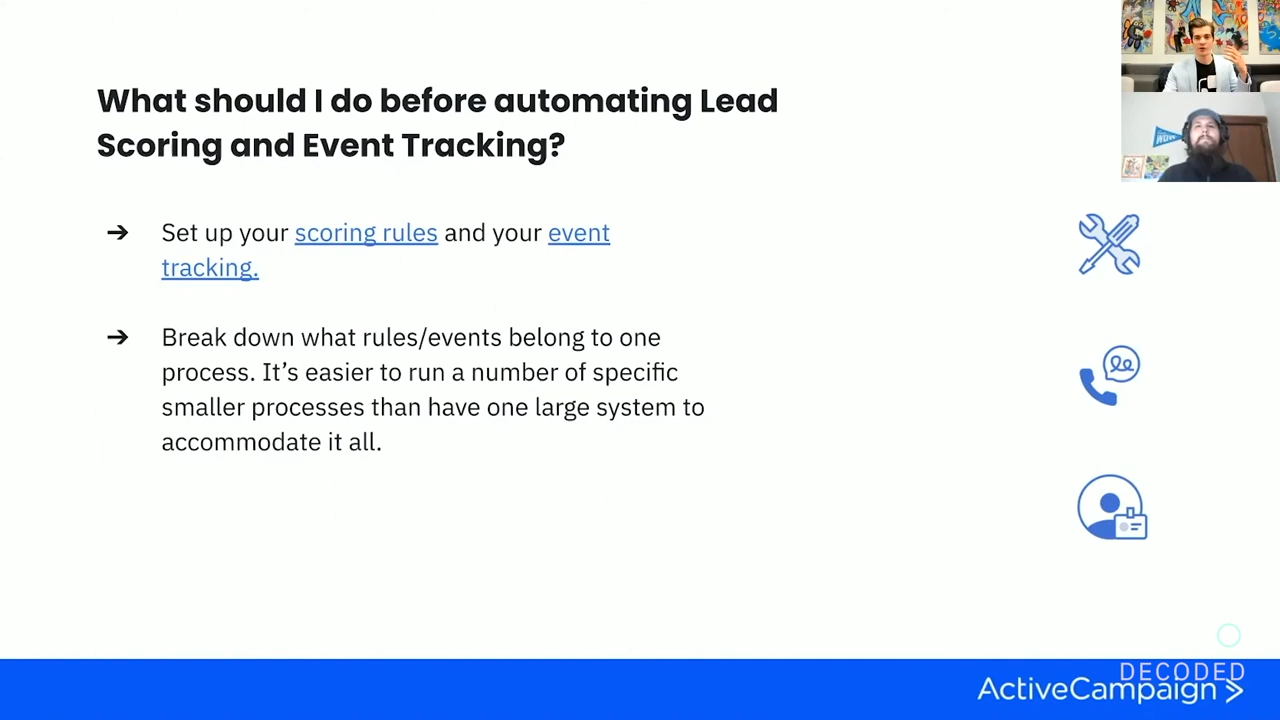 What should I do before automating Lead
Scoring and Event Tracking?
➔ Set up your scoring rules and your event
tracking.
➔ Break down what rules/events belong to one
process. It’s easier to run a number of specific
smaller processes than have one large system to
accommodate it all.
DECODED
ActiveCampaign >